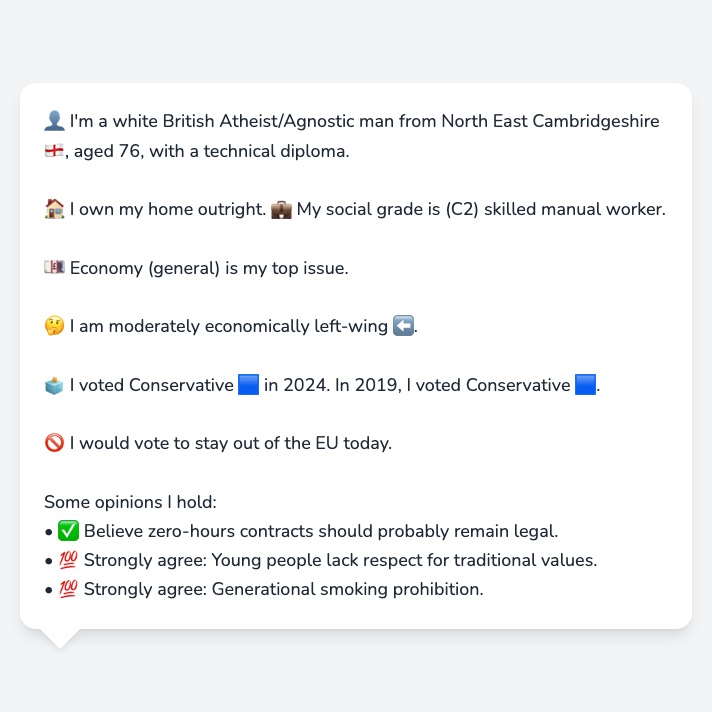 👤 I'm a white British Atheist/Agnostic man from North East Cambridgeshire
🏴󠁧󠁢󠁥󠁮󠁧󠁿, aged 76, with a technical diploma.
🏠 I own my home outright. 💼 My social grade is (C2) skilled manual worker.
💷 Economy (general) is my top issue.
🤔 I am moderately economically left-wing ⬅️.
🗳️ I voted Conservative 🟦 in 2024. In 2019, I voted Conservative 🟦.
🚫 I would vote to stay out of the EU today.
Some opinions I hold:
• ✅ Believe zero-hours contracts should probably remain legal.
• 💯 Strongly agree: Young people lack respect for traditional values.
• 💯 Strongly agree: Generational smoking prohibition.